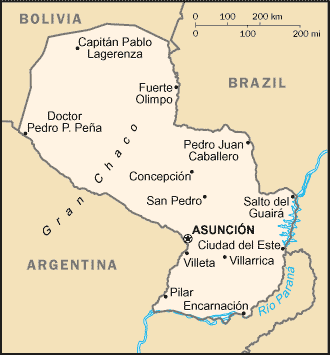 BOLIVIA
0 100 200 km
0 100 200 mi
Capitán Pablo
Lagerenza
BRAZIL
Fuerte
Olimpo
Doctor
Pedro P. Peña
Gran Chaco
Pedro Juan
Caballero
Concepción
San Pedro
Salto del
Guairá
ASUNCIÓN
Ciudad del Este
ARGENTINA
Villeta
Villarrica
Pilar
Encarnación
Río Paraná